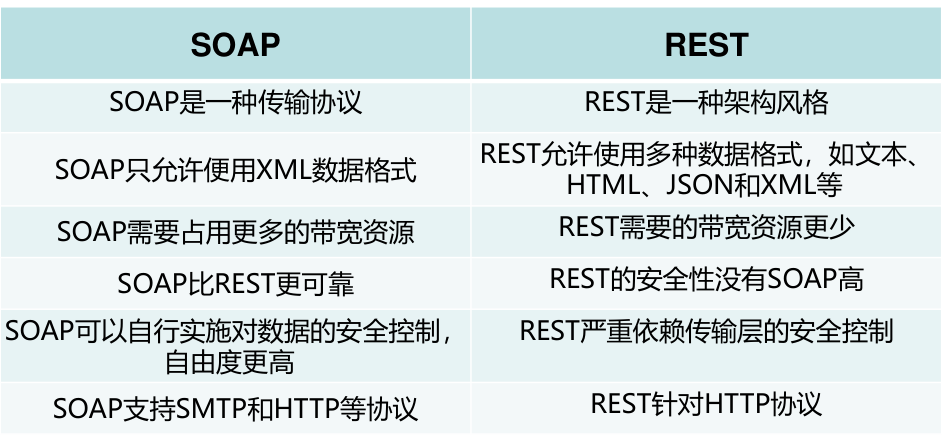 SOAP
REST
SOAP是一种传输协议
REST是一种架构风格
SOAP只允许便用XML数据格式
REST允许使用多种数据格式，如文本、
HTML、JSON和XML等
SOAP需要占用更多的带宽资源
REST需要的带宽资源更少
SOAP比REST更可靠
REST的安全性没有SOAP高
SOAP可以自行实施对数据的安全控制，
自由度更高
REST严重依赖传输层的安全控制
SOAP支持SMTP和HTTP等协议
REST针对HTTP协议